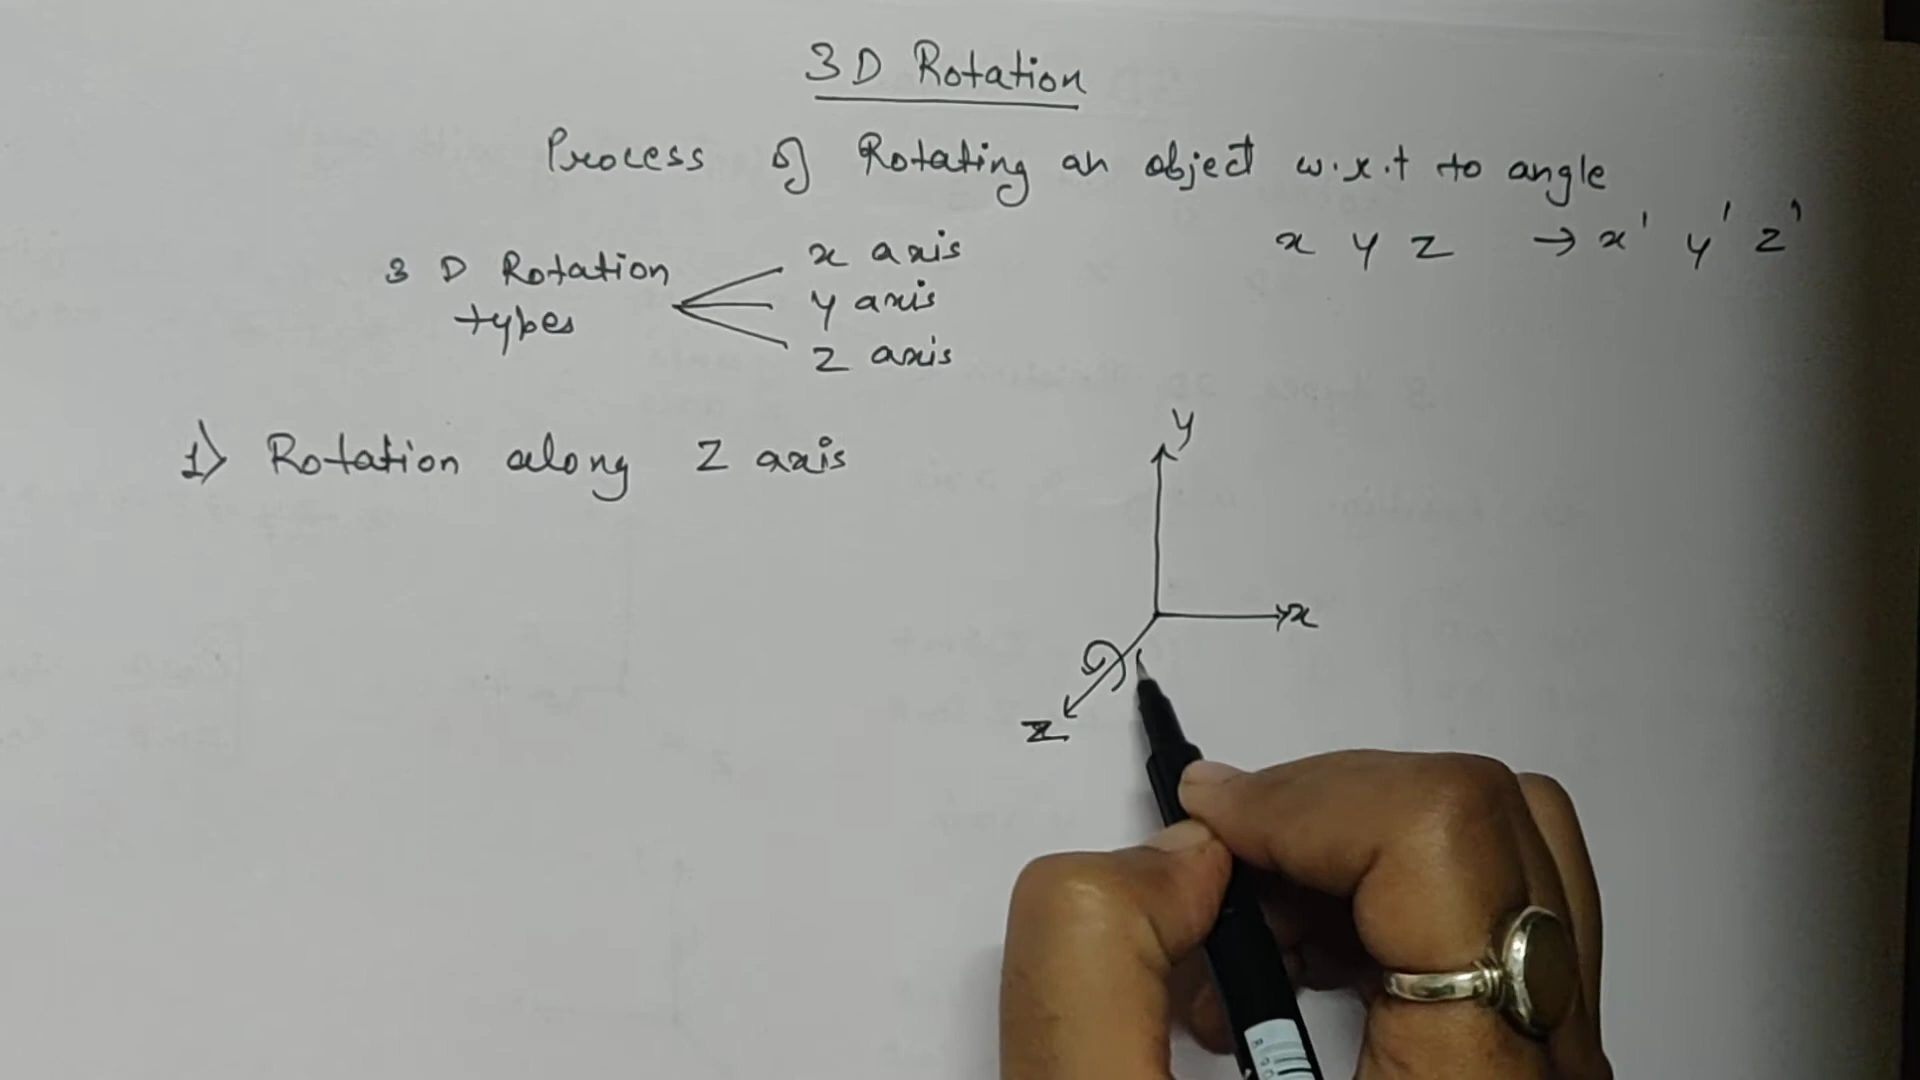 3D Rotation
Process of Rotating an object w.r.t to angle
x y z → x' y' z'
3 D Rotation types
x axis
y axis
z axis
1) Rotation along Z axis
y
x
z